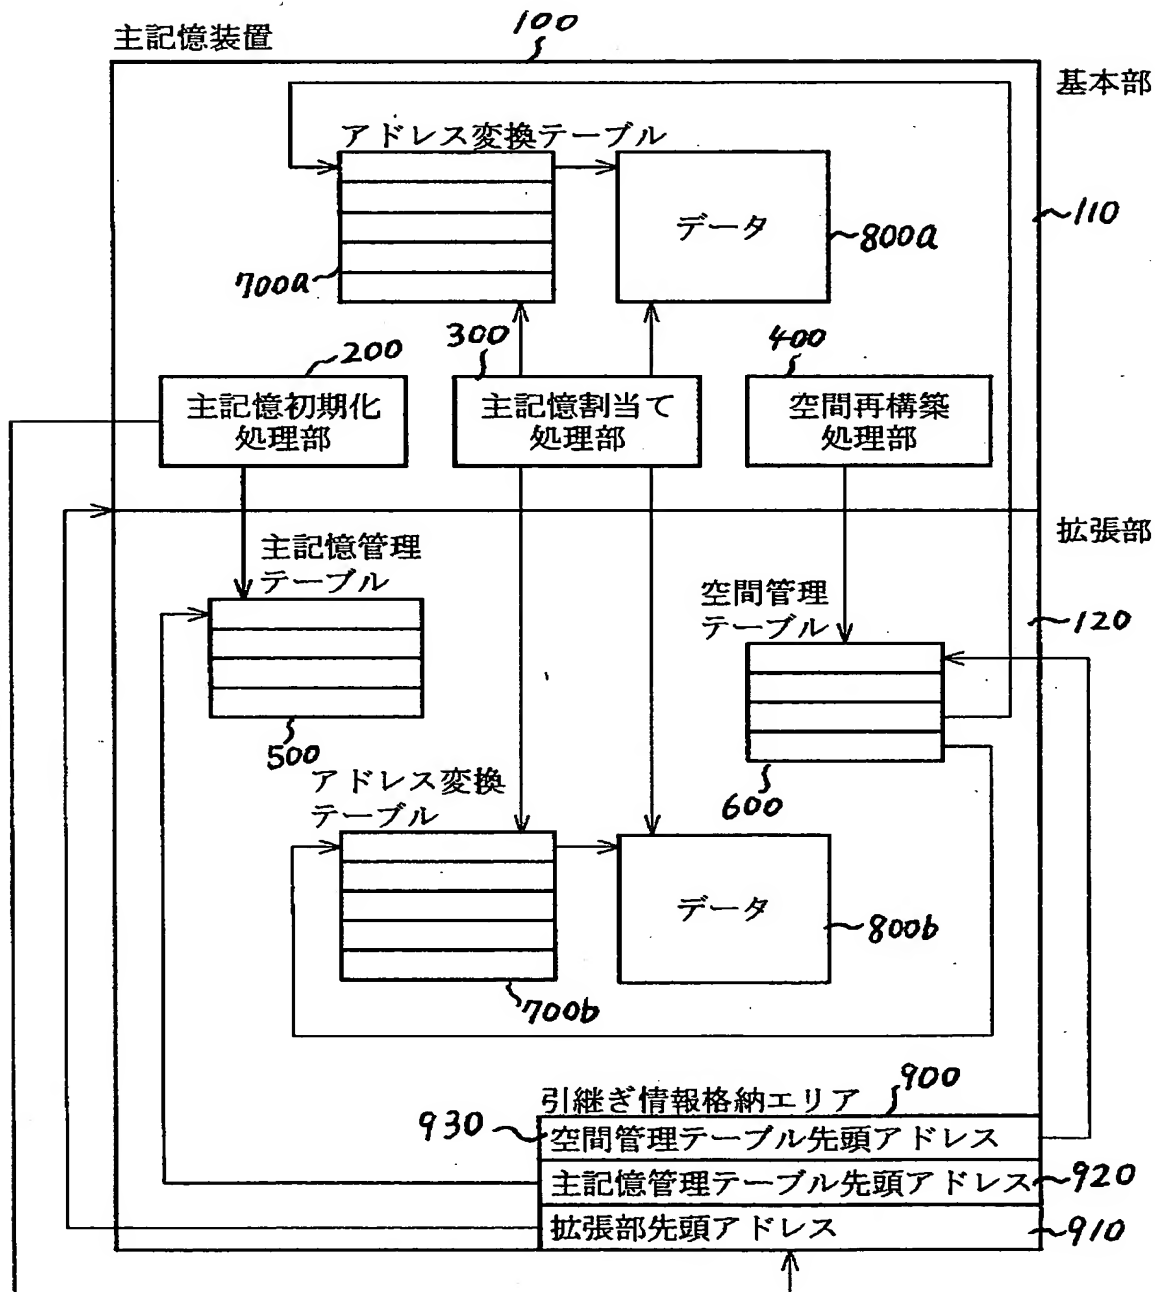 主記憶装置
100
基本部
アドレス変換テーブル
110
データ
800a
700a
200
300
400
主記憶初期化
処理部
主記憶割当て
処理部
空間再構築
処理部
拡張部
主記憶管理
テーブル
空間管理
テーブル
120
500
600
アドレス変換
テーブル
データ
800b
700b
900
引継ぎ情報格納エリア
930
空間管理テーブル先頭アドレス
主記憶管理テーブル先頭アドレス
920
拡張部先頭アドレス
910